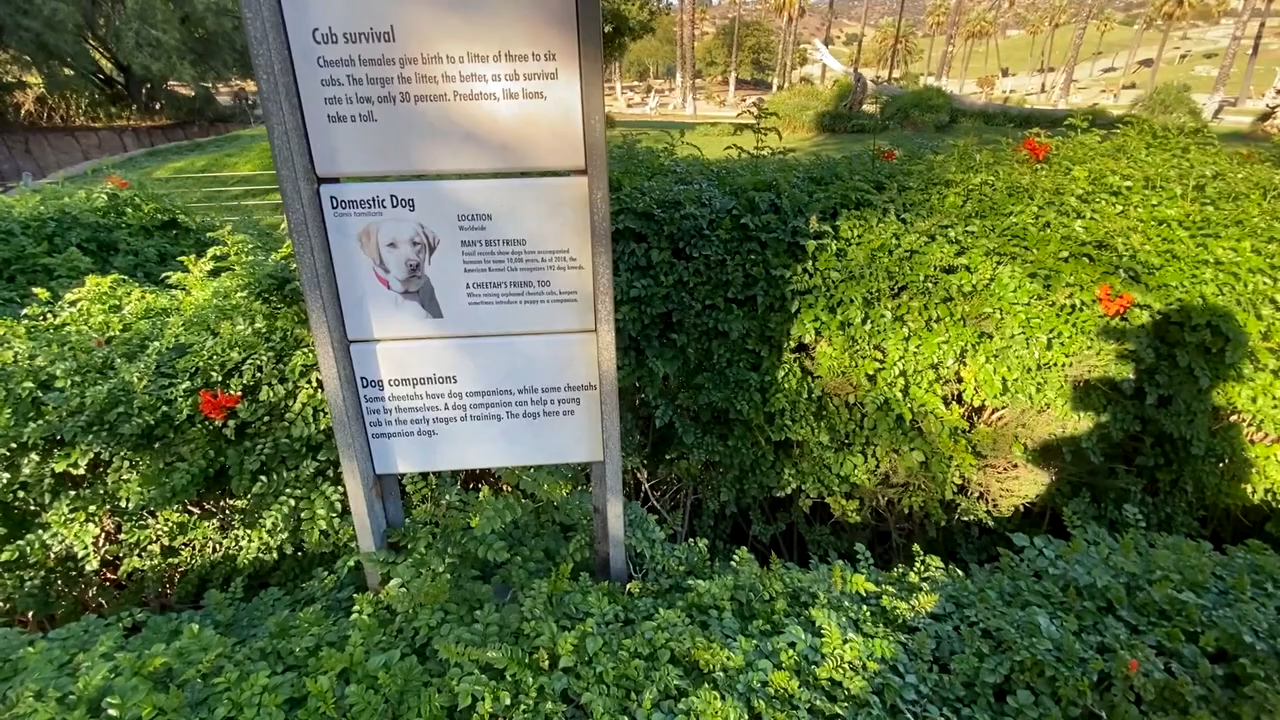 Cub survival
Cheetah females give birth to a litter of three to six
cubs. The larger the litter, the better, as cub survival
rate is low, only 30 percent. Predators, like lions,
take a toll.
Domestic Dog
Canis familiaris
LOCATION
Worldwide
MAN'S BEST FRIEND
Fossil records show dogs have accompanied
humans for some 10,000 years. As of 2018, the
American Kennel Club recognizes 192 dog breeds.
A CHEETAH'S FRIEND, TOO
When raising orphaned cheetah cubs, keepers
sometimes introduce a puppy as a companion.
Dog companions
Some cheetahs have dog companions, while some cheetahs
live by themselves. A dog companion can help a young
cub in the early stages of training. The dogs here are
companion dogs.